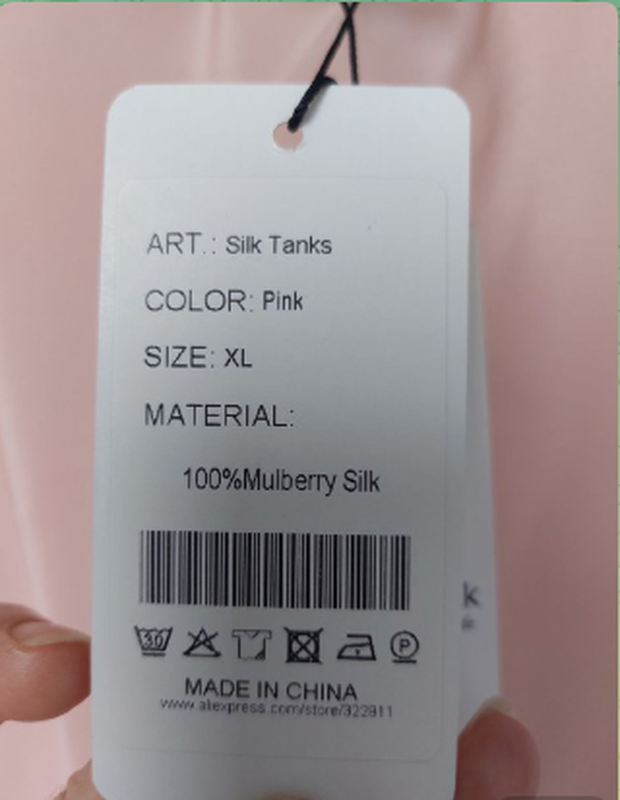 ART.: Silk Tanks
COLOR: Pink
SIZE: XL
MATERIAL:
100%Mulberry Silk
30
P
MADE IN CHINA
www.aliexpress.com/store/322911
k